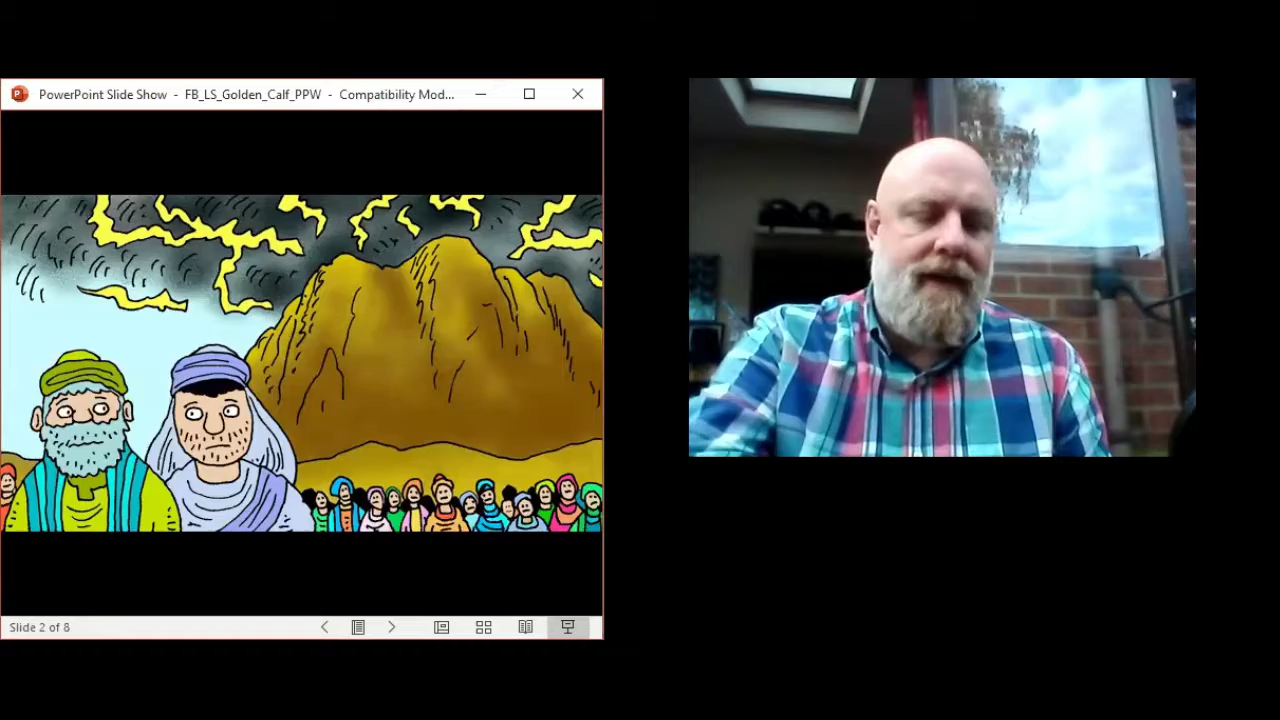 PowerPoint Slide Show - FB_LS_Golden_Calf_PPW - Compatibility Mod...
Slide 2 of 8